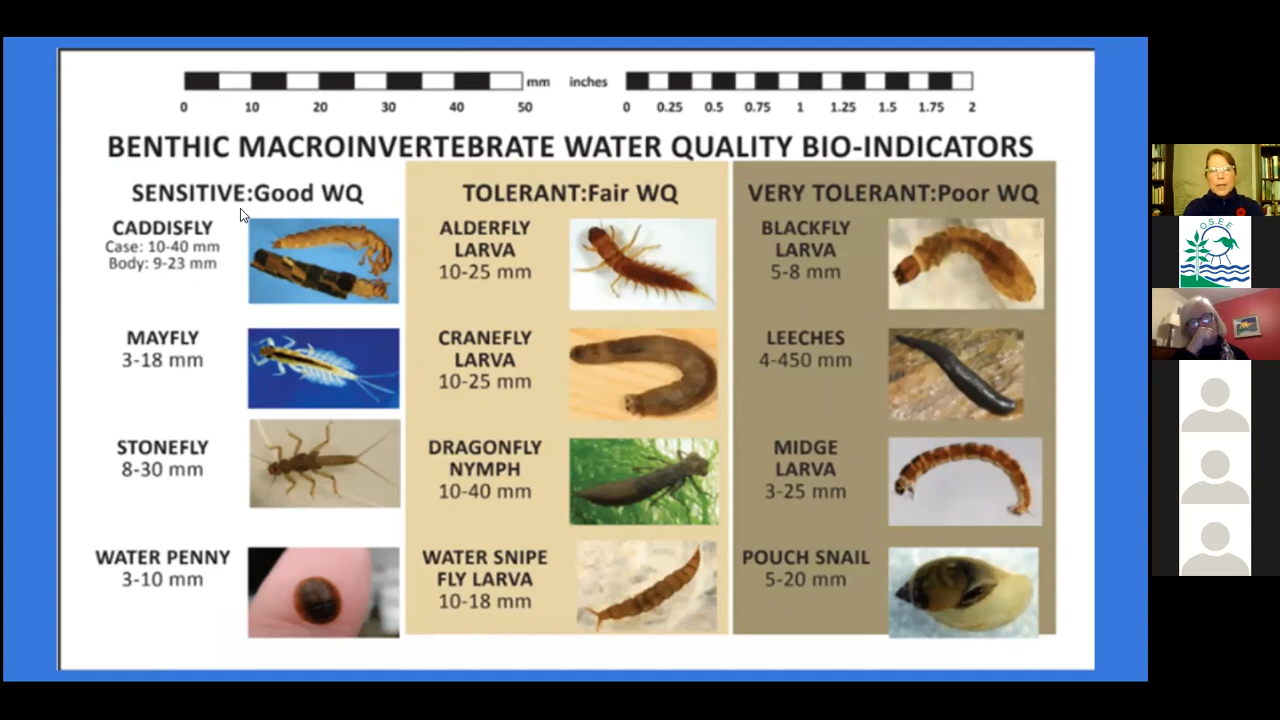 mm inches
0 10 20 30 40 50 0 0.25 0.5 0.75 1 1.25 1.5 1.75 2
BENTHIC MACROINVERTEBRATE WATER QUALITY BIO-INDICATORS
SENSITIVE:Good WQ
CADDISFLY
Case: 10-40 mm
Body: 9-23 mm
MAYFLY
3-18 mm
STONEFLY
8-30 mm
WATER PENNY
3-10 mm
TOLERANT:Fair WQ
ALDERFLY
LARVA
10-25 mm
CRANEFLY
LARVA
10-25 mm
DRAGONFLY
NYMPH
10-40 mm
WATER SNIPE
FLY LARVA
10-18 mm
VERY TOLERANT:Poor WQ
BLACKFLY
LARVA
5-8 mm
LEECHES
4-450 mm
MIDGE
LARVA
3-25 mm
POUCH SNAIL
5-20 mm
O.S.E.E